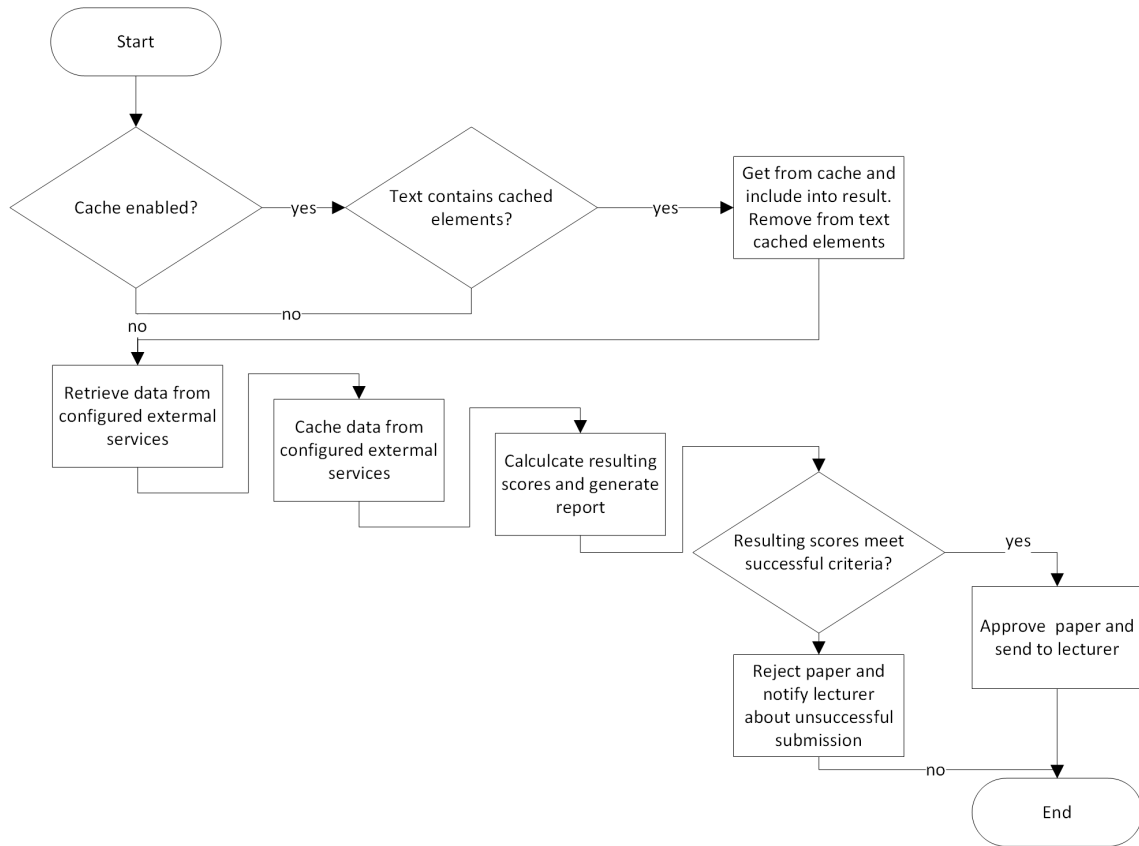 Start
Cache enabled?
yes
Text contains cached
elements?
yes
Get from cache and
include into result.
Remove from text
cached elements
no
no
Retrieve data from
configured extermal
services
Cache data from
configured extermal
services
Calculcate resulting
scores and generate
report
Resulting scores meet
successful criteria?
yes
Approve paper and
send to lecturer
Reject paper and
notify lecturer
about unsuccessful
submission
no
End